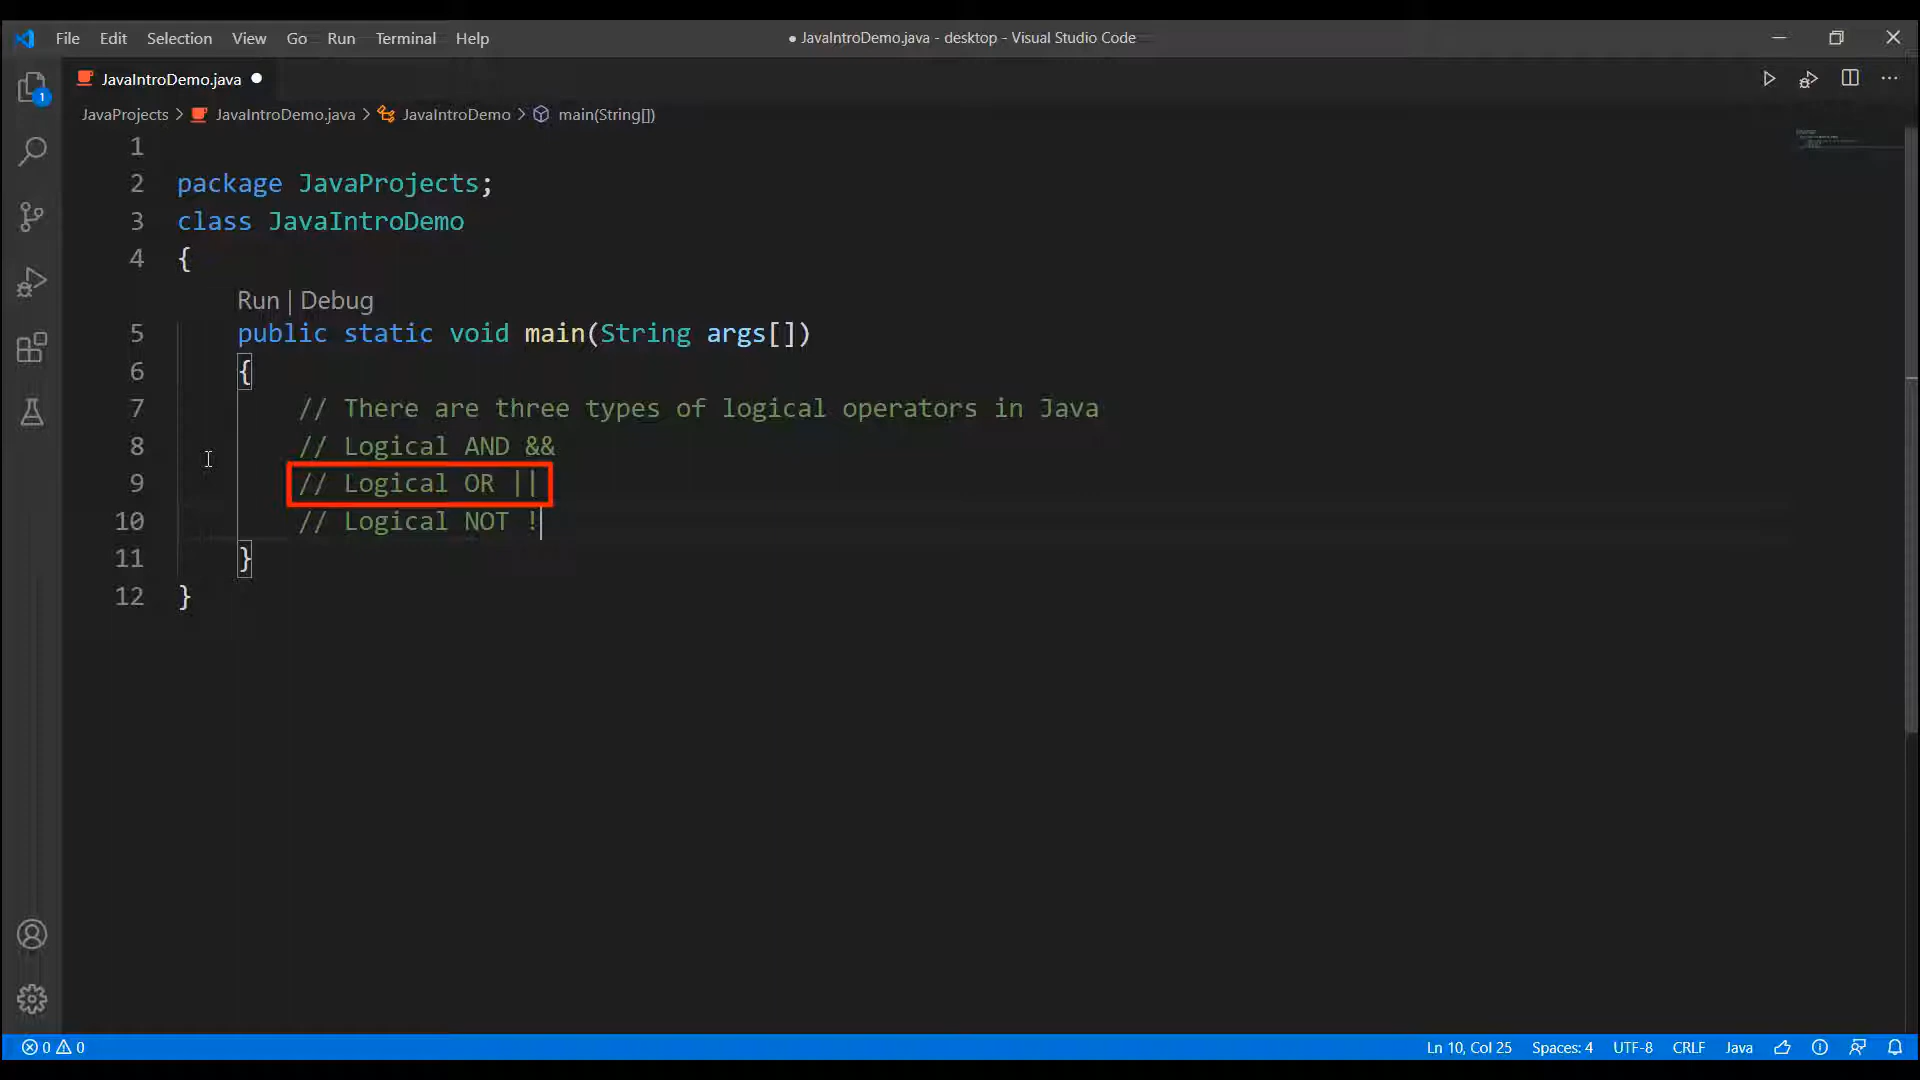 File Edit Selection View Go Run Terminal Help
● JavaIntroDemo.java - desktop - Visual Studio Code
JavaIntroDemo.java ●
JavaProjects > JavaIntroDemo.java > JavaIntroDemo > main(String[])
1
1
2 package JavaProjects;
3 class JavaIntroDemo
4 {
Run | Debug
5 public static void main(String args[])
6 {
7 // There are three types of logical operators in Java
8 // Logical AND &&
9 // Logical OR ||
10 // Logical NOT !
11 }
12 }
0 0 Ln 10, Col 25 Spaces: 4 UTF-8 CRLF Java